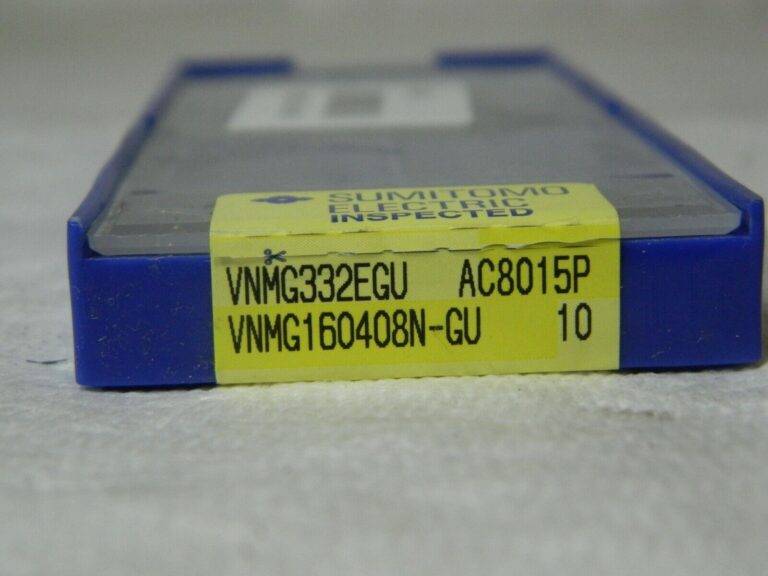 SUMITOMO
ELECTRIC
INSPECTED
VNMG332EGU AC8015P
VNMG160408N-GU 10